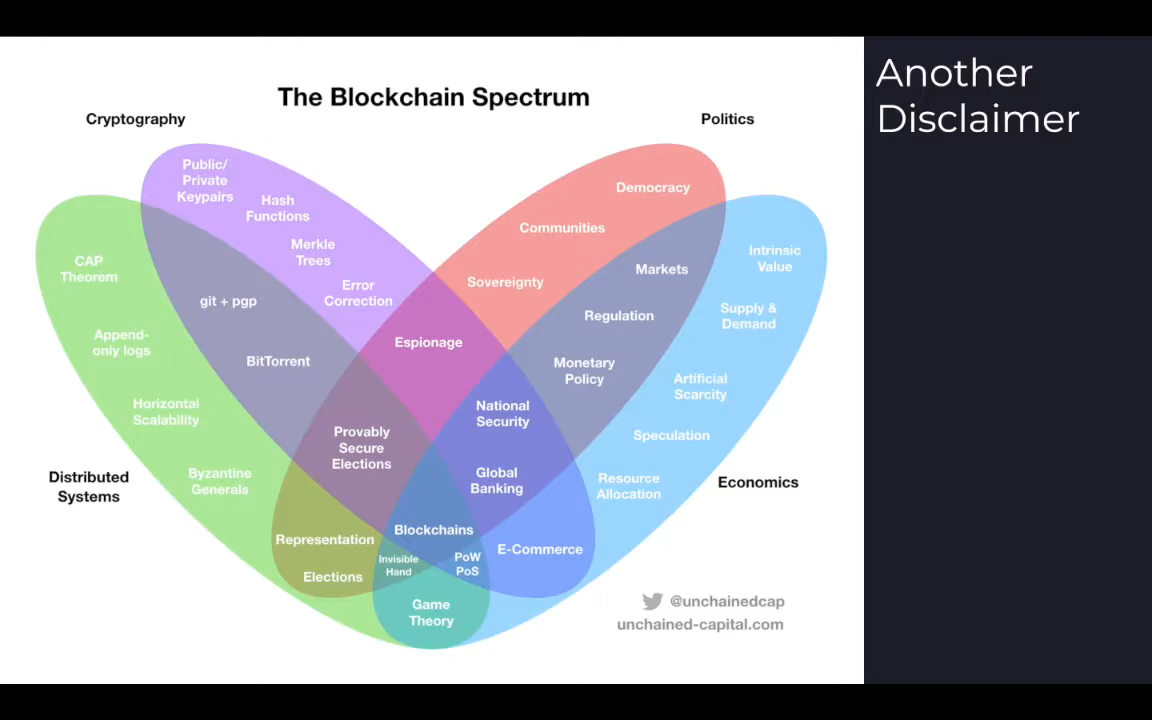 The Blockchain Spectrum
Another
Disclaimer
Cryptography
Politics
Public/
Private
Keypairs
Hash
Functions
Merkle
Trees
Error
Correction
Democracy
Communities
Sovereignty
Markets
Regulation
Monetary
Policy
Intrinsic
Value
Supply &
Demand
Artificial
Scarcity
Speculation
Resource
Allocation
CAP
Theorem
Append-
only logs
Horizontal
Scalability
Byzantine
Generals
git + pgp
BitTorrent
Espionage
National
Security
Provably
Secure
Elections
Global
Banking
Distributed
Systems
Economics
Blockchains
Representation
Elections
Invisible
Hand
PoW
PoS
E-Commerce
Game
Theory
@unchainedcap
unchained-capital.com